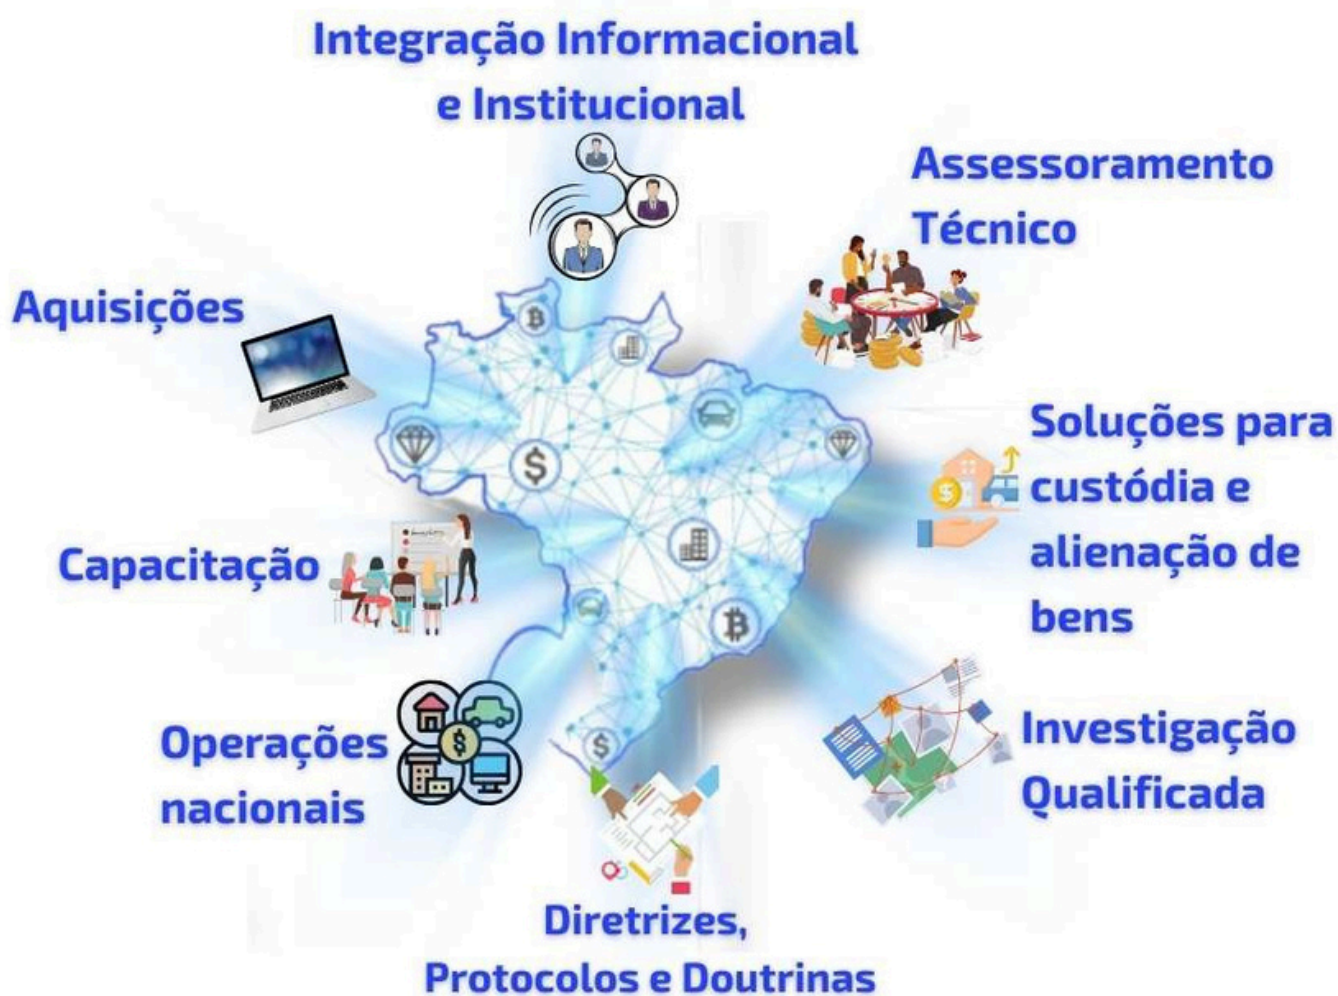 Integração Informacional
e Institucional
Assessoramento
Técnico
Aquisições
Soluções para
custódia e
alienação de
bens
Capacitação
Operações
nacionais
Investigação
Qualificada
Diretrizes,
Protocolos e Doutrinas